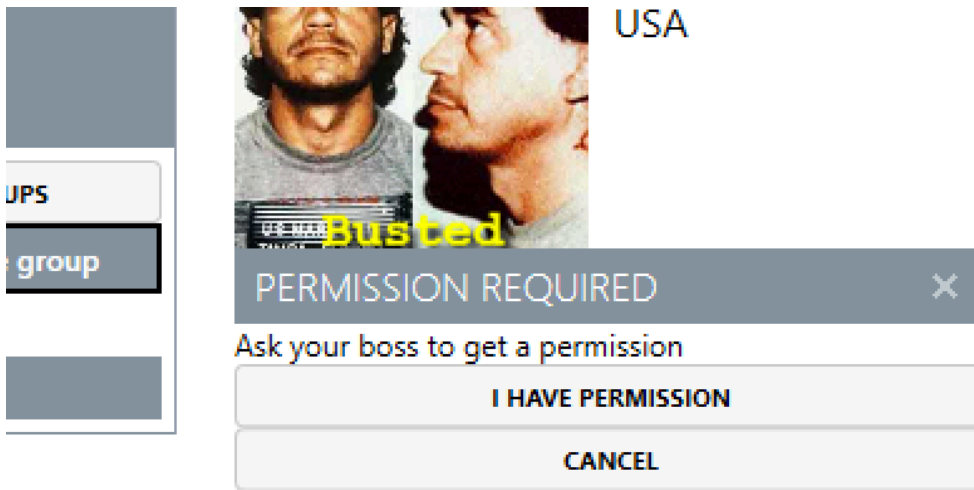 USA
UPS
group
Busted
PERMISSION REQUIRED
Ask your boss to get a permission
I HAVE PERMISSION
CANCEL